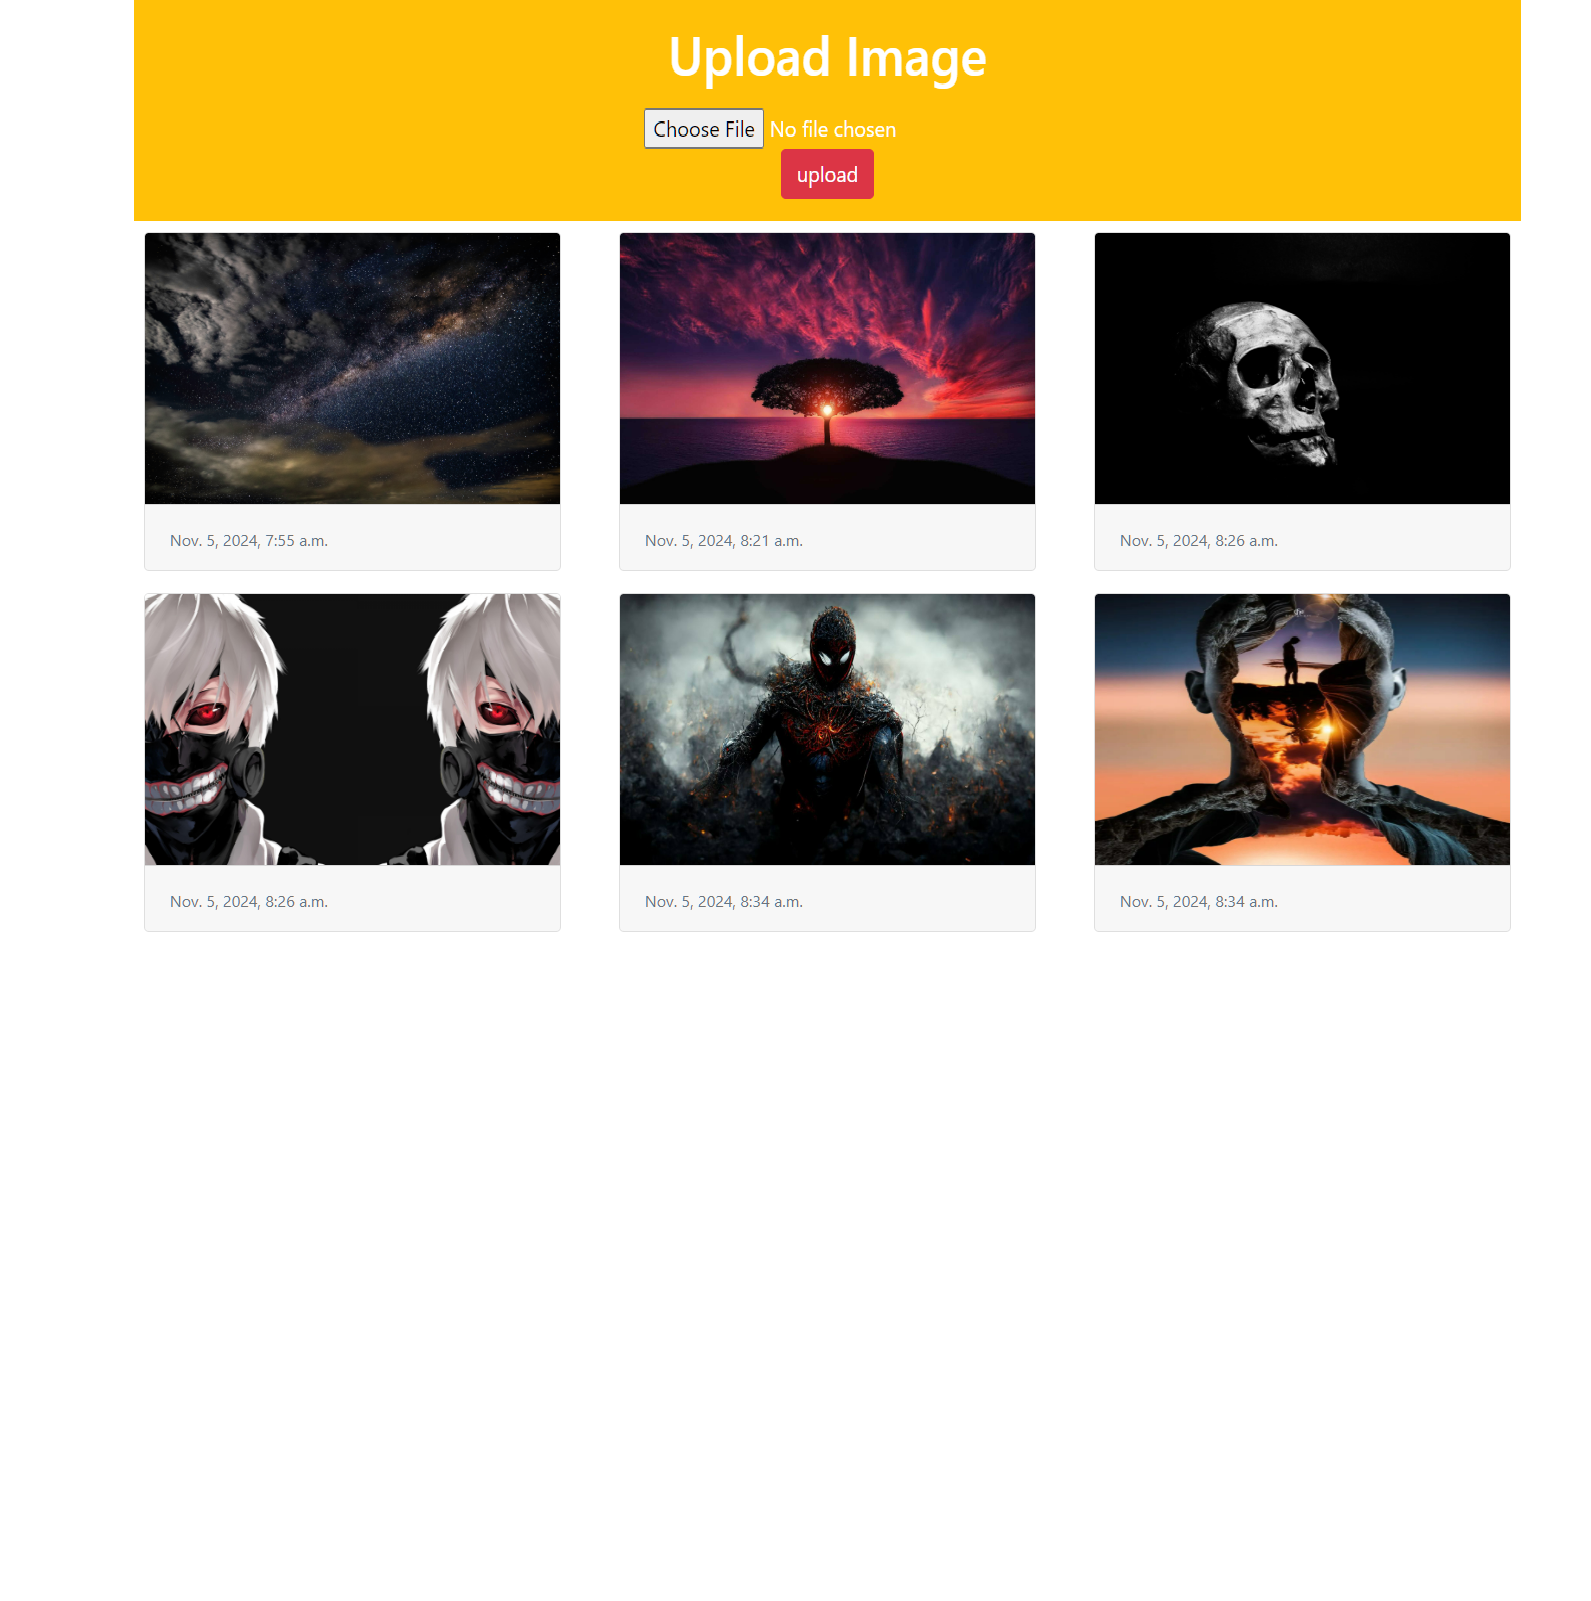 Upload Image
Choose File No file chosen
upload
Nov. 5, 2024, 7:55 a.m.
Nov. 5, 2024, 8:21 a.m.
Nov. 5, 2024, 8:26 a.m.
Nov. 5, 2024, 8:26 a.m.
Nov. 5, 2024, 8:34 a.m.
Nov. 5, 2024, 8:34 a.m.